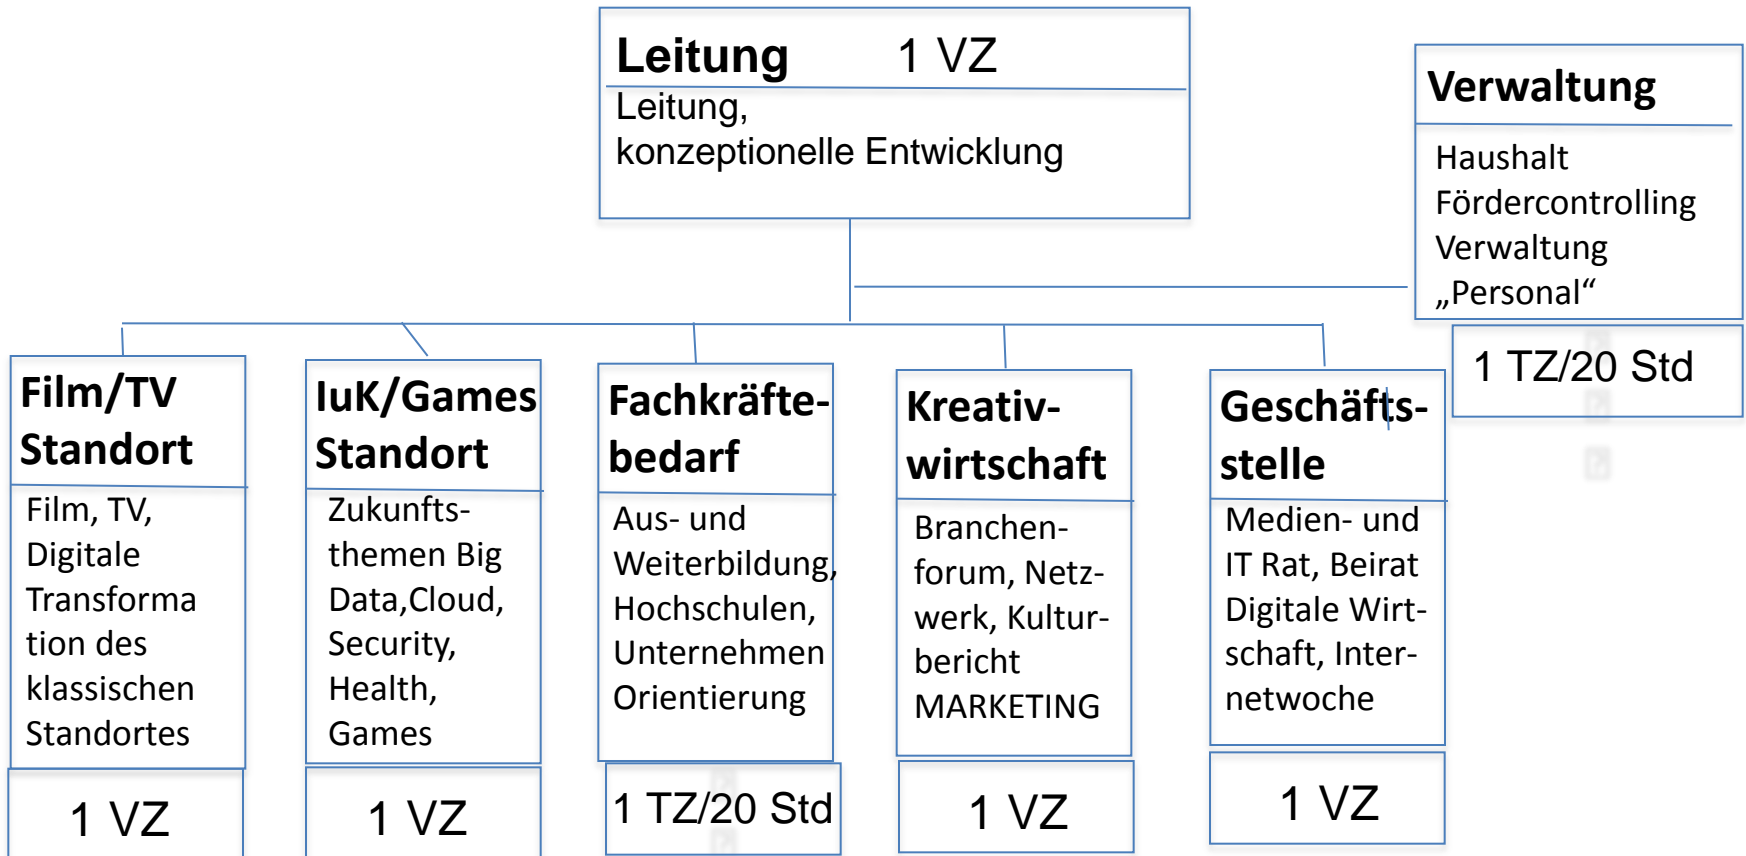 Leitung 1 VZ
Leitung,
konzeptionelle Entwicklung
Verwaltung
Haushalt
Fördercontrolling
Verwaltung
„Personal“
1 TZ/20 Std
Film/TV
Standort
Film, TV,
Digitale
Transforma
tion des
klassischen
Standortes
1 VZ
IuK/Games
Standort
Zukunfts-
themen Big
Data,Cloud,
Security,
Health,
Games
1 VZ
Fachkräfte-
bedarf
Aus- und
Weiterbildung,
Hochschulen,
Unternehmen
Orientierung
1 TZ/20 Std
Kreativ-
wirtschaft
Branchen-
forum, Netz-
werk, Kultur-
bericht
MARKETING
1 VZ
Geschäfts-
stelle
Medien- und
IT Rat, Beirat
Digitale Wirt-
schaft, Inter-
netwoche
1 VZ